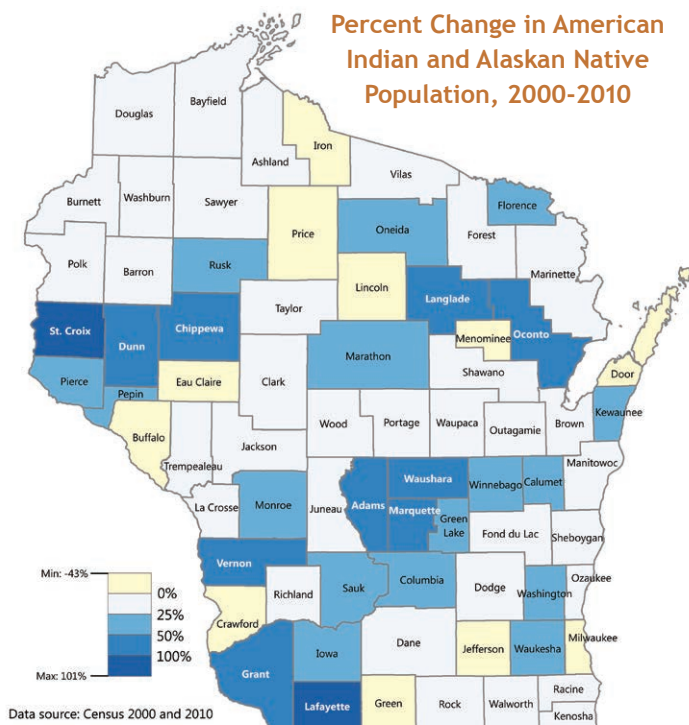 Percent Change in American
Indian and Alaskan Native
Population, 2000-2010
Douglas
Bayfield
Ashland
Iron
Vilas
Burnett
Washburn
Sawyer
Price
Oneida
Forest
Florence
Marinette
Polk
Barron
Rusk
Lincoln
Langlade
Oconto
Taylor
St. Croix
Dunn
Chippewa
Menominee
Marathon
Shawano
Door
Pierce
Pepin
Eau Claire
Clark
Kewaunee
Buffalo
Trempealeau
Jackson
Wood
Portage
Waupaca
Outagamie
Brown
Manitowoc
La Crosse
Monroe
Juneau
Adams
Waushara
Marquette
Green
Lake
Winnebago
Calumet
Fond du Lac
Sheboygan
Vernon
Richland
Sauk
Columbia
Dodge
Washington
Ozaukee
Crawford
Grant
Iowa
Dane
Jefferson
Waukesha
Milwaukee
Lafayette
Green
Rock
Walworth
Racine
Kenosha
Min: -43%
0%
25%
50%
100%
Max: 101%
Data source: Census 2000 and 2010